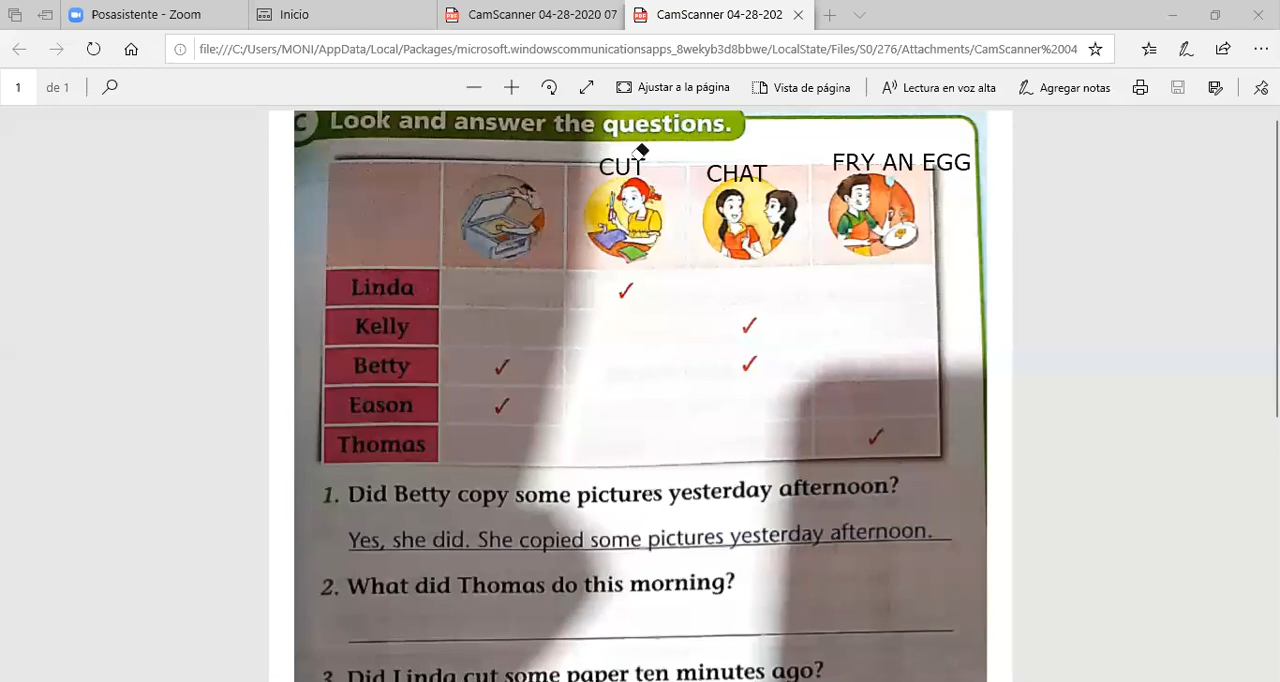 Posasistente - Zoom
Inicio
CamScanner 04-28-2020 07
CamScanner 04-28-202
file:///C:/Users/MONI/AppData/Local/Packages/microsoft.windowscommunicationsapps_8wekyb3d8bbwe/LocalState/Files/S0/276/Attachments/CamScanner%2004
1 de 1
Ajustar a la página
Vista de página
Lectura en voz alta
Agregar notas
C Look and answer the questions.
CUT
CHAT
FRY AN EGG
Linda
Kelly
Betty
Eason
Thomas
1. Did Betty copy some pictures yesterday afternoon?
Yes, she did. She copied some pictures yesterday afternoon.
2. What did Thomas do this morning?
3. Did Linda cut some paper ten minutes ago?